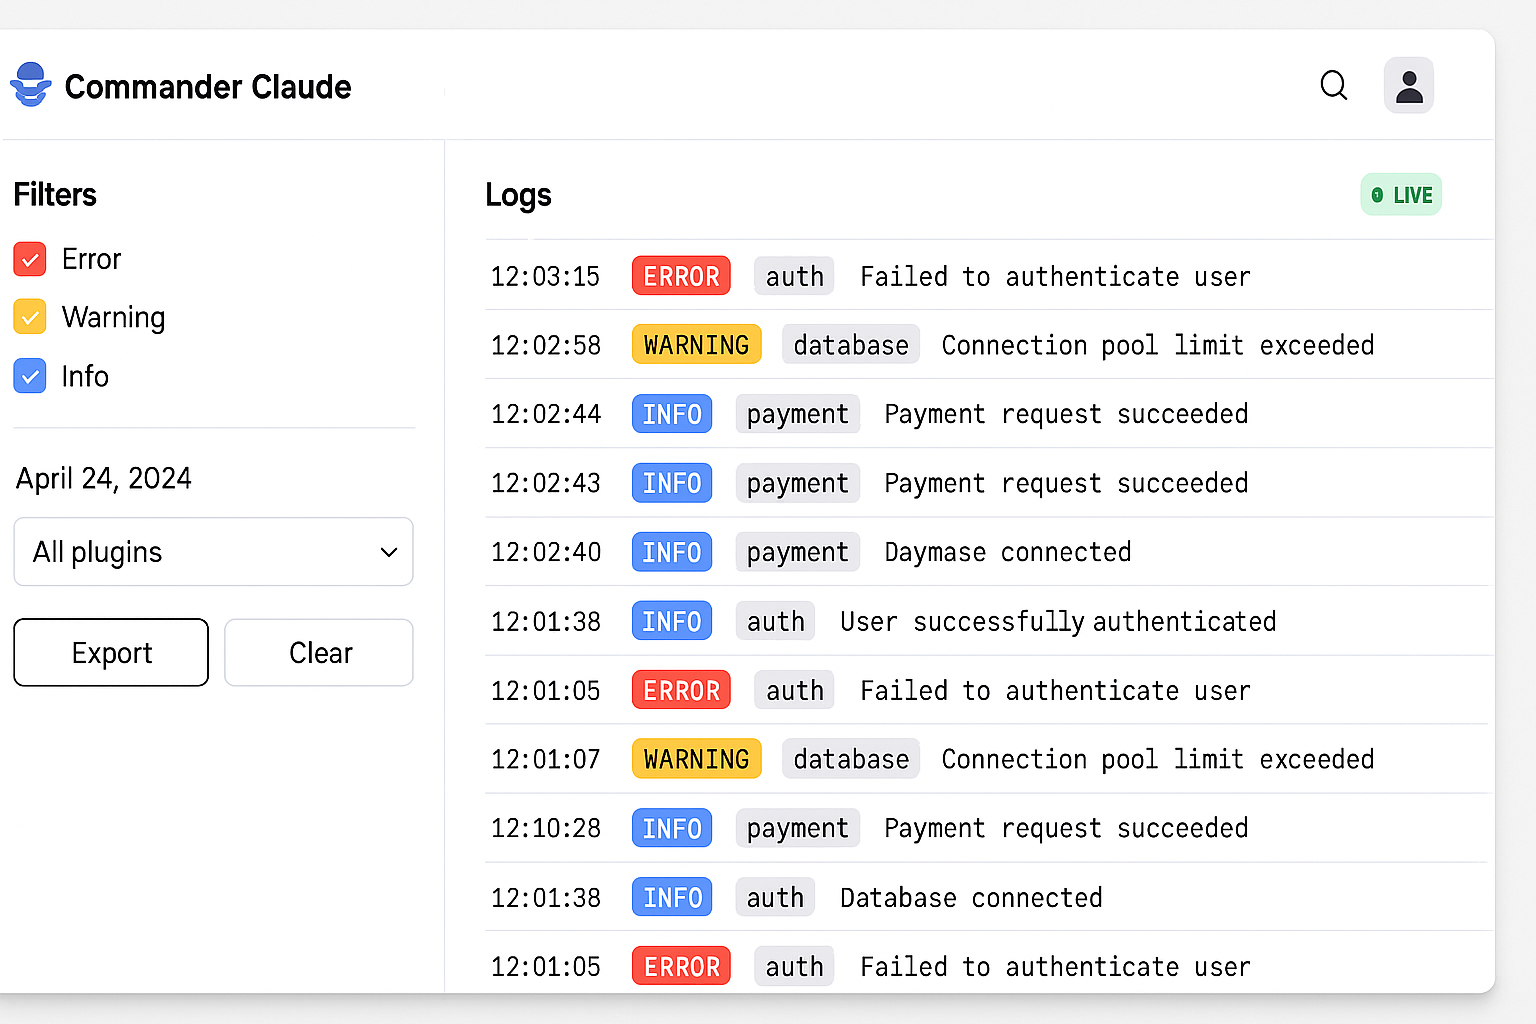 Commander Claude
Filters
Error
Warning
Info
April 24, 2024
All plugins
Export
Clear
Logs
LIVE
12:03:15 ERROR auth Failed to authenticate user
12:02:58 WARNING database Connection pool limit exceeded
12:02:44 INFO payment Payment request succeeded
12:02:43 INFO payment Payment request succeeded
12:02:40 INFO payment Daymase connected
12:01:38 INFO auth User successfully authenticated
12:01:05 ERROR auth Failed to authenticate user
12:01:07 WARNING database Connection pool limit exceeded
12:10:28 INFO payment Payment request succeeded
12:01:38 INFO auth Database connected
12:01:05 ERROR auth Failed to authenticate user